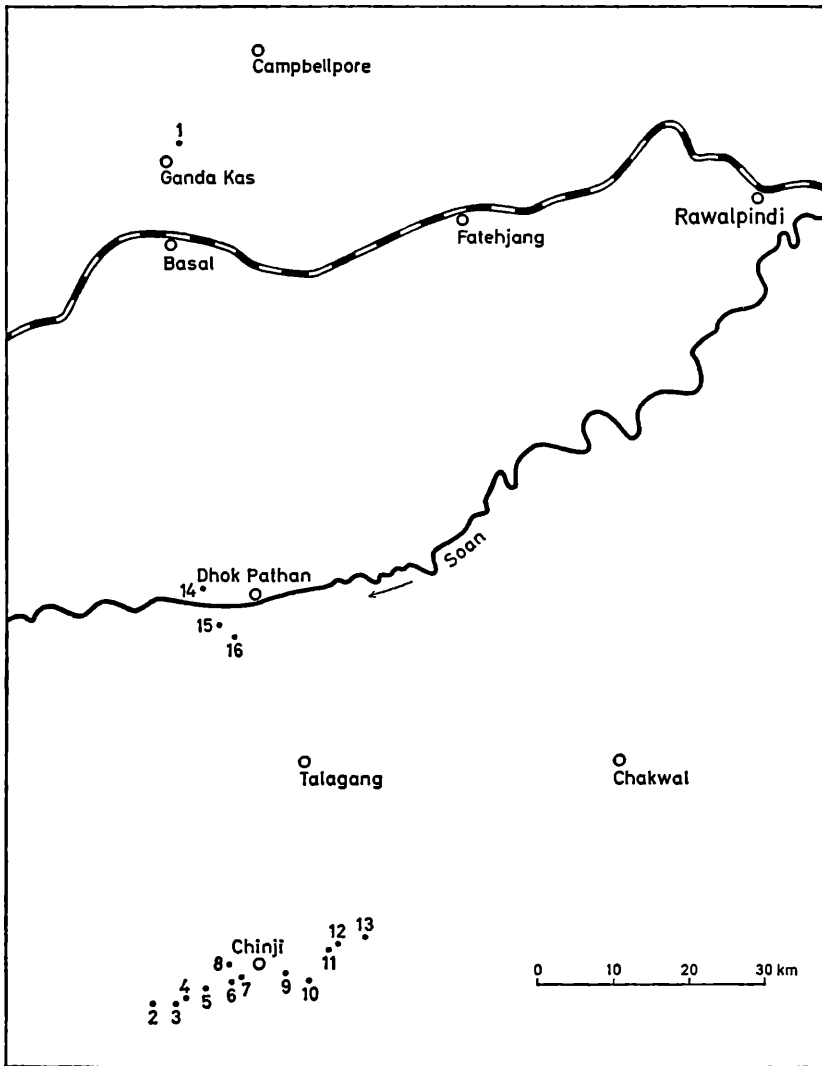 Campbellpore
1
Ganda Kas
Rawalpindi
Fatehjang
Basal
Soan
Dhok Pathan
14
15
16
Talagang
Chakwal
13
12
Chinji
11
8
4
5
6
7
9
10
2
3
0 10 20 30 km